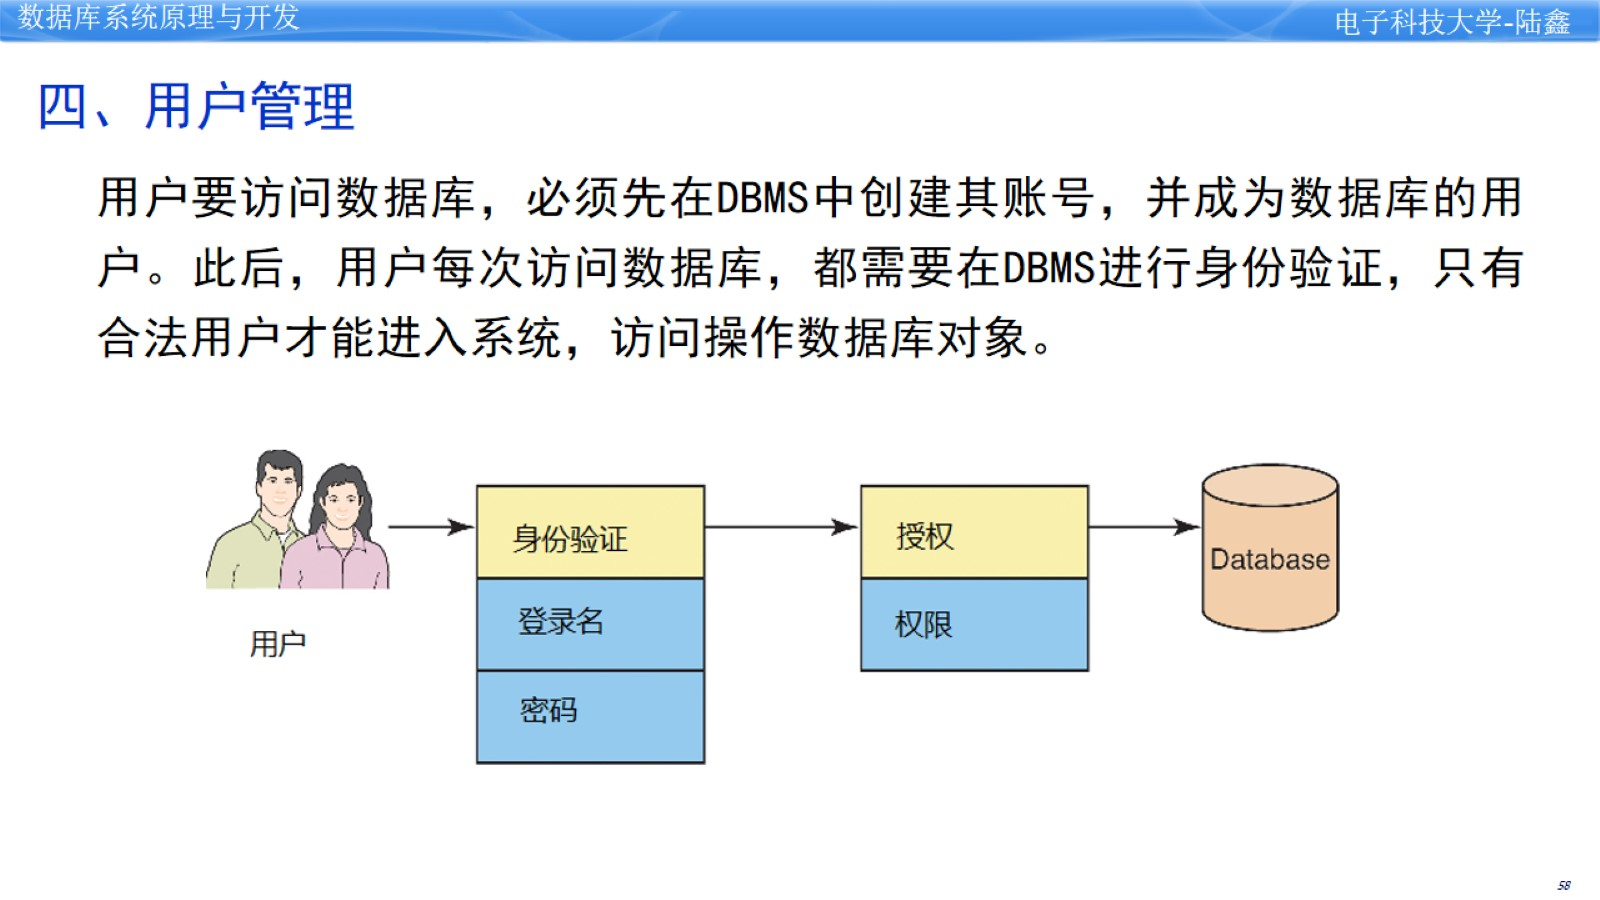 数据库系统原理与开发
电子科技大学-陆鑫
四、用户管理
用户要访问数据库，必须先在DBMS中创建其账号，并成为数据库的用
户。此后，用户每次访问数据库，都需要在DBMS进行身份验证，只有
合法用户才能进入系统，访问操作数据库对象。
用户
身份验证
登录名
密码
授权
权限
Database
58